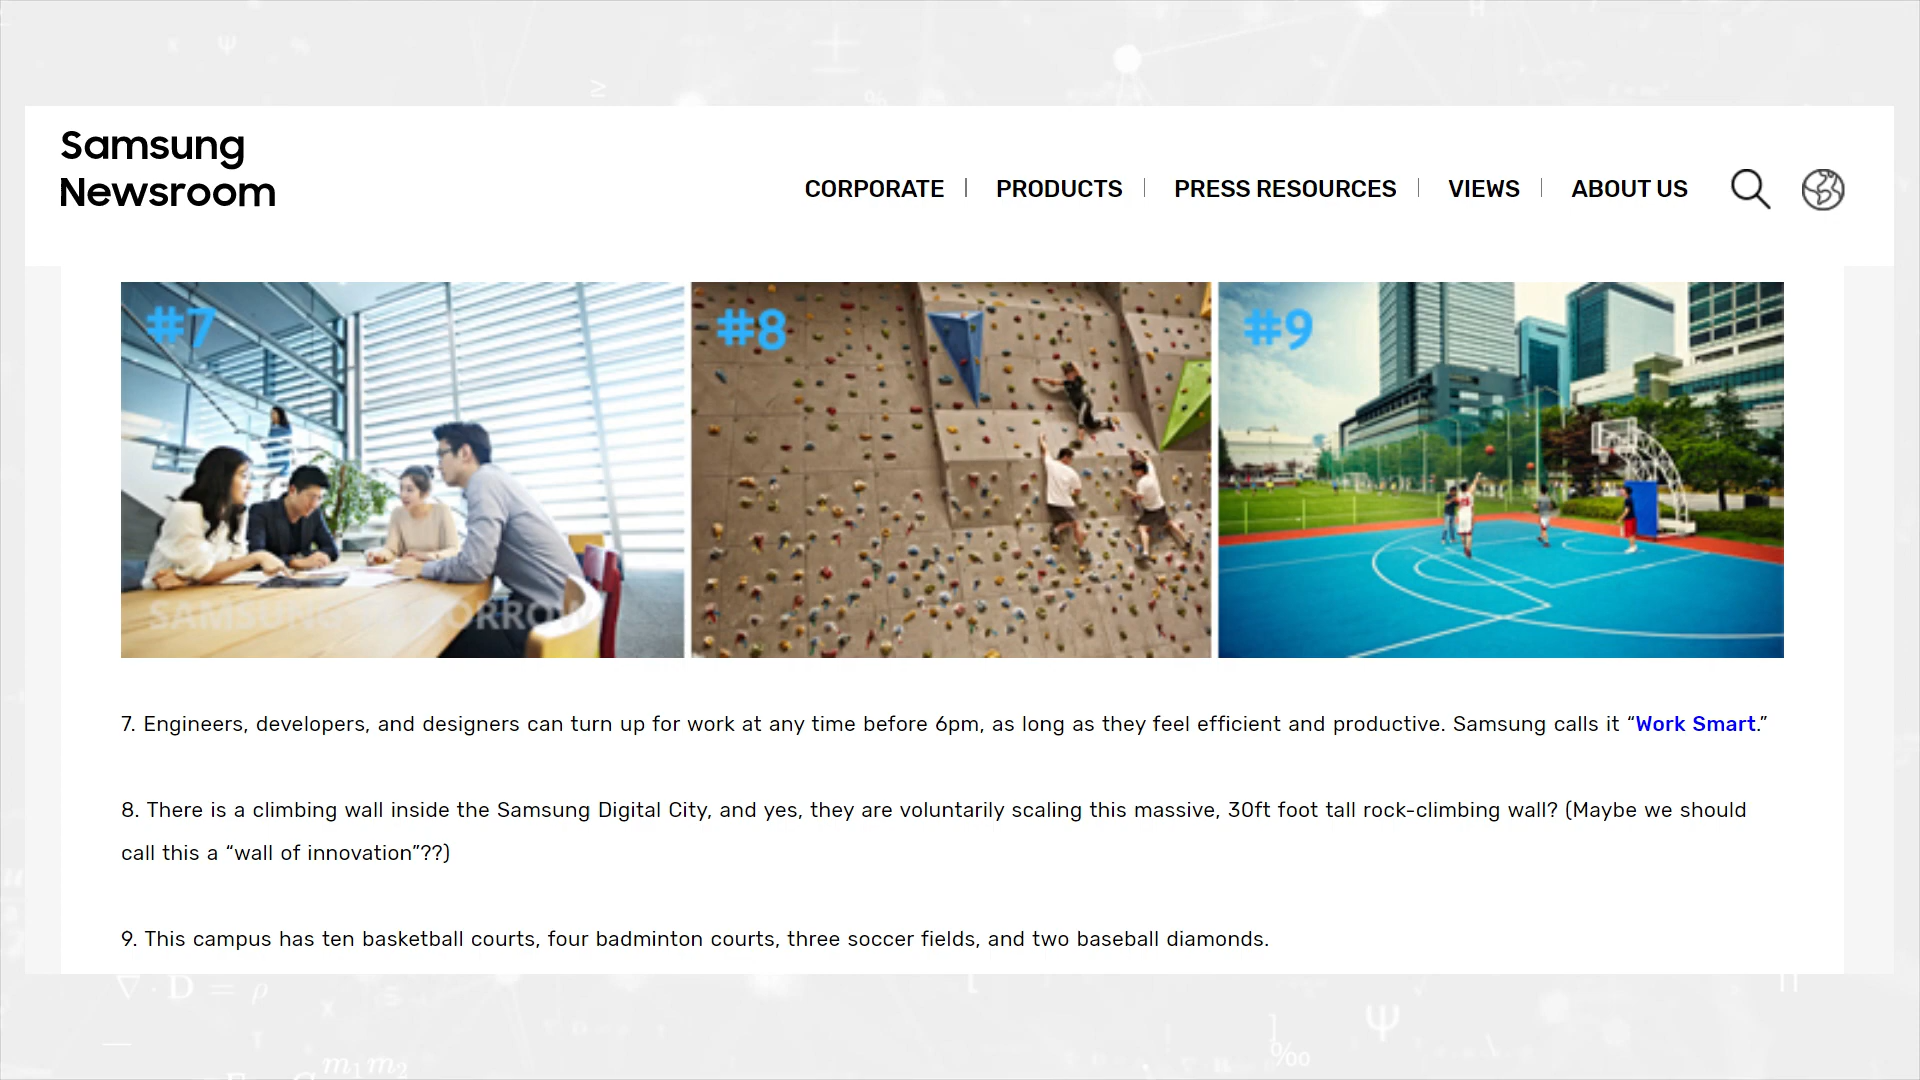 Samsung
Newsroom
CORPORATE
PRODUCTS
PRESS RESOURCES
VIEWS
ABOUT US
#7
#8
#9
SAMSUNG TOMORROW
7. Engineers, developers, and designers can turn up for work at any time before 6pm, as long as they feel efficient and productive. Samsung calls it “Work Smart.”
8. There is a climbing wall inside the Samsung Digital City, and yes, they are voluntarily scaling this massive, 30ft foot tall rock-climbing wall? (Maybe we should
call this a “wall of innovation”??)
9. This campus has ten basketball courts, four badminton courts, three soccer fields, and two baseball diamonds.
∇ · D = ρ
m₁m₂
Ψ
‰